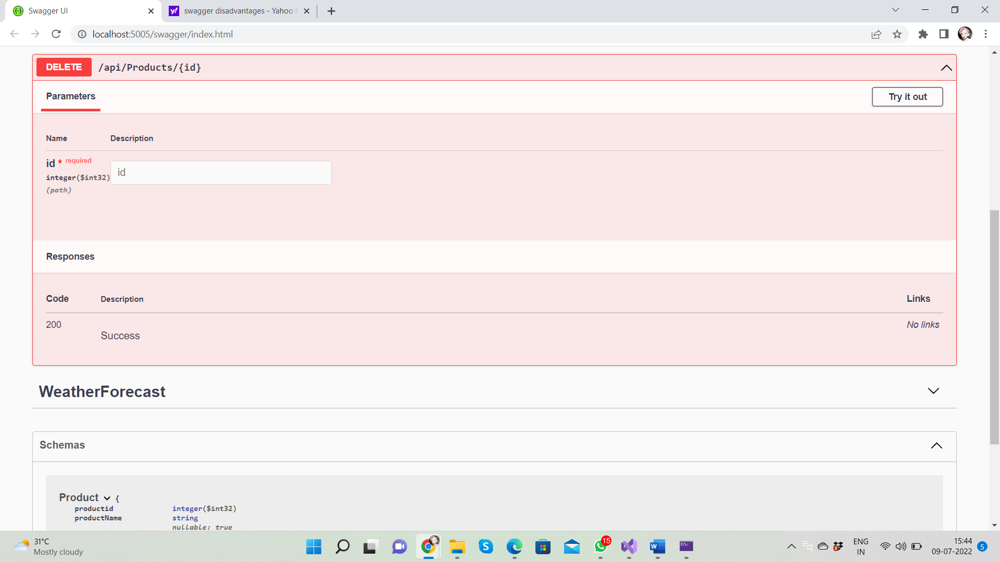 Swagger UI
swagger disadvantages - Yahoo
localhost:5005/swagger/index.html
DELETE /api/Products/{id}
Parameters
Try it out
Name Description
id * required
integer($int32)
(path)
id
Responses
Code Description Links
200 Success No links
WeatherForecast
Schemas
Product {
productid integer($int32)
productName string
nullable: true
31°C
Mostly cloudy
15
ENG
IN
15:44
09-07-2022
5